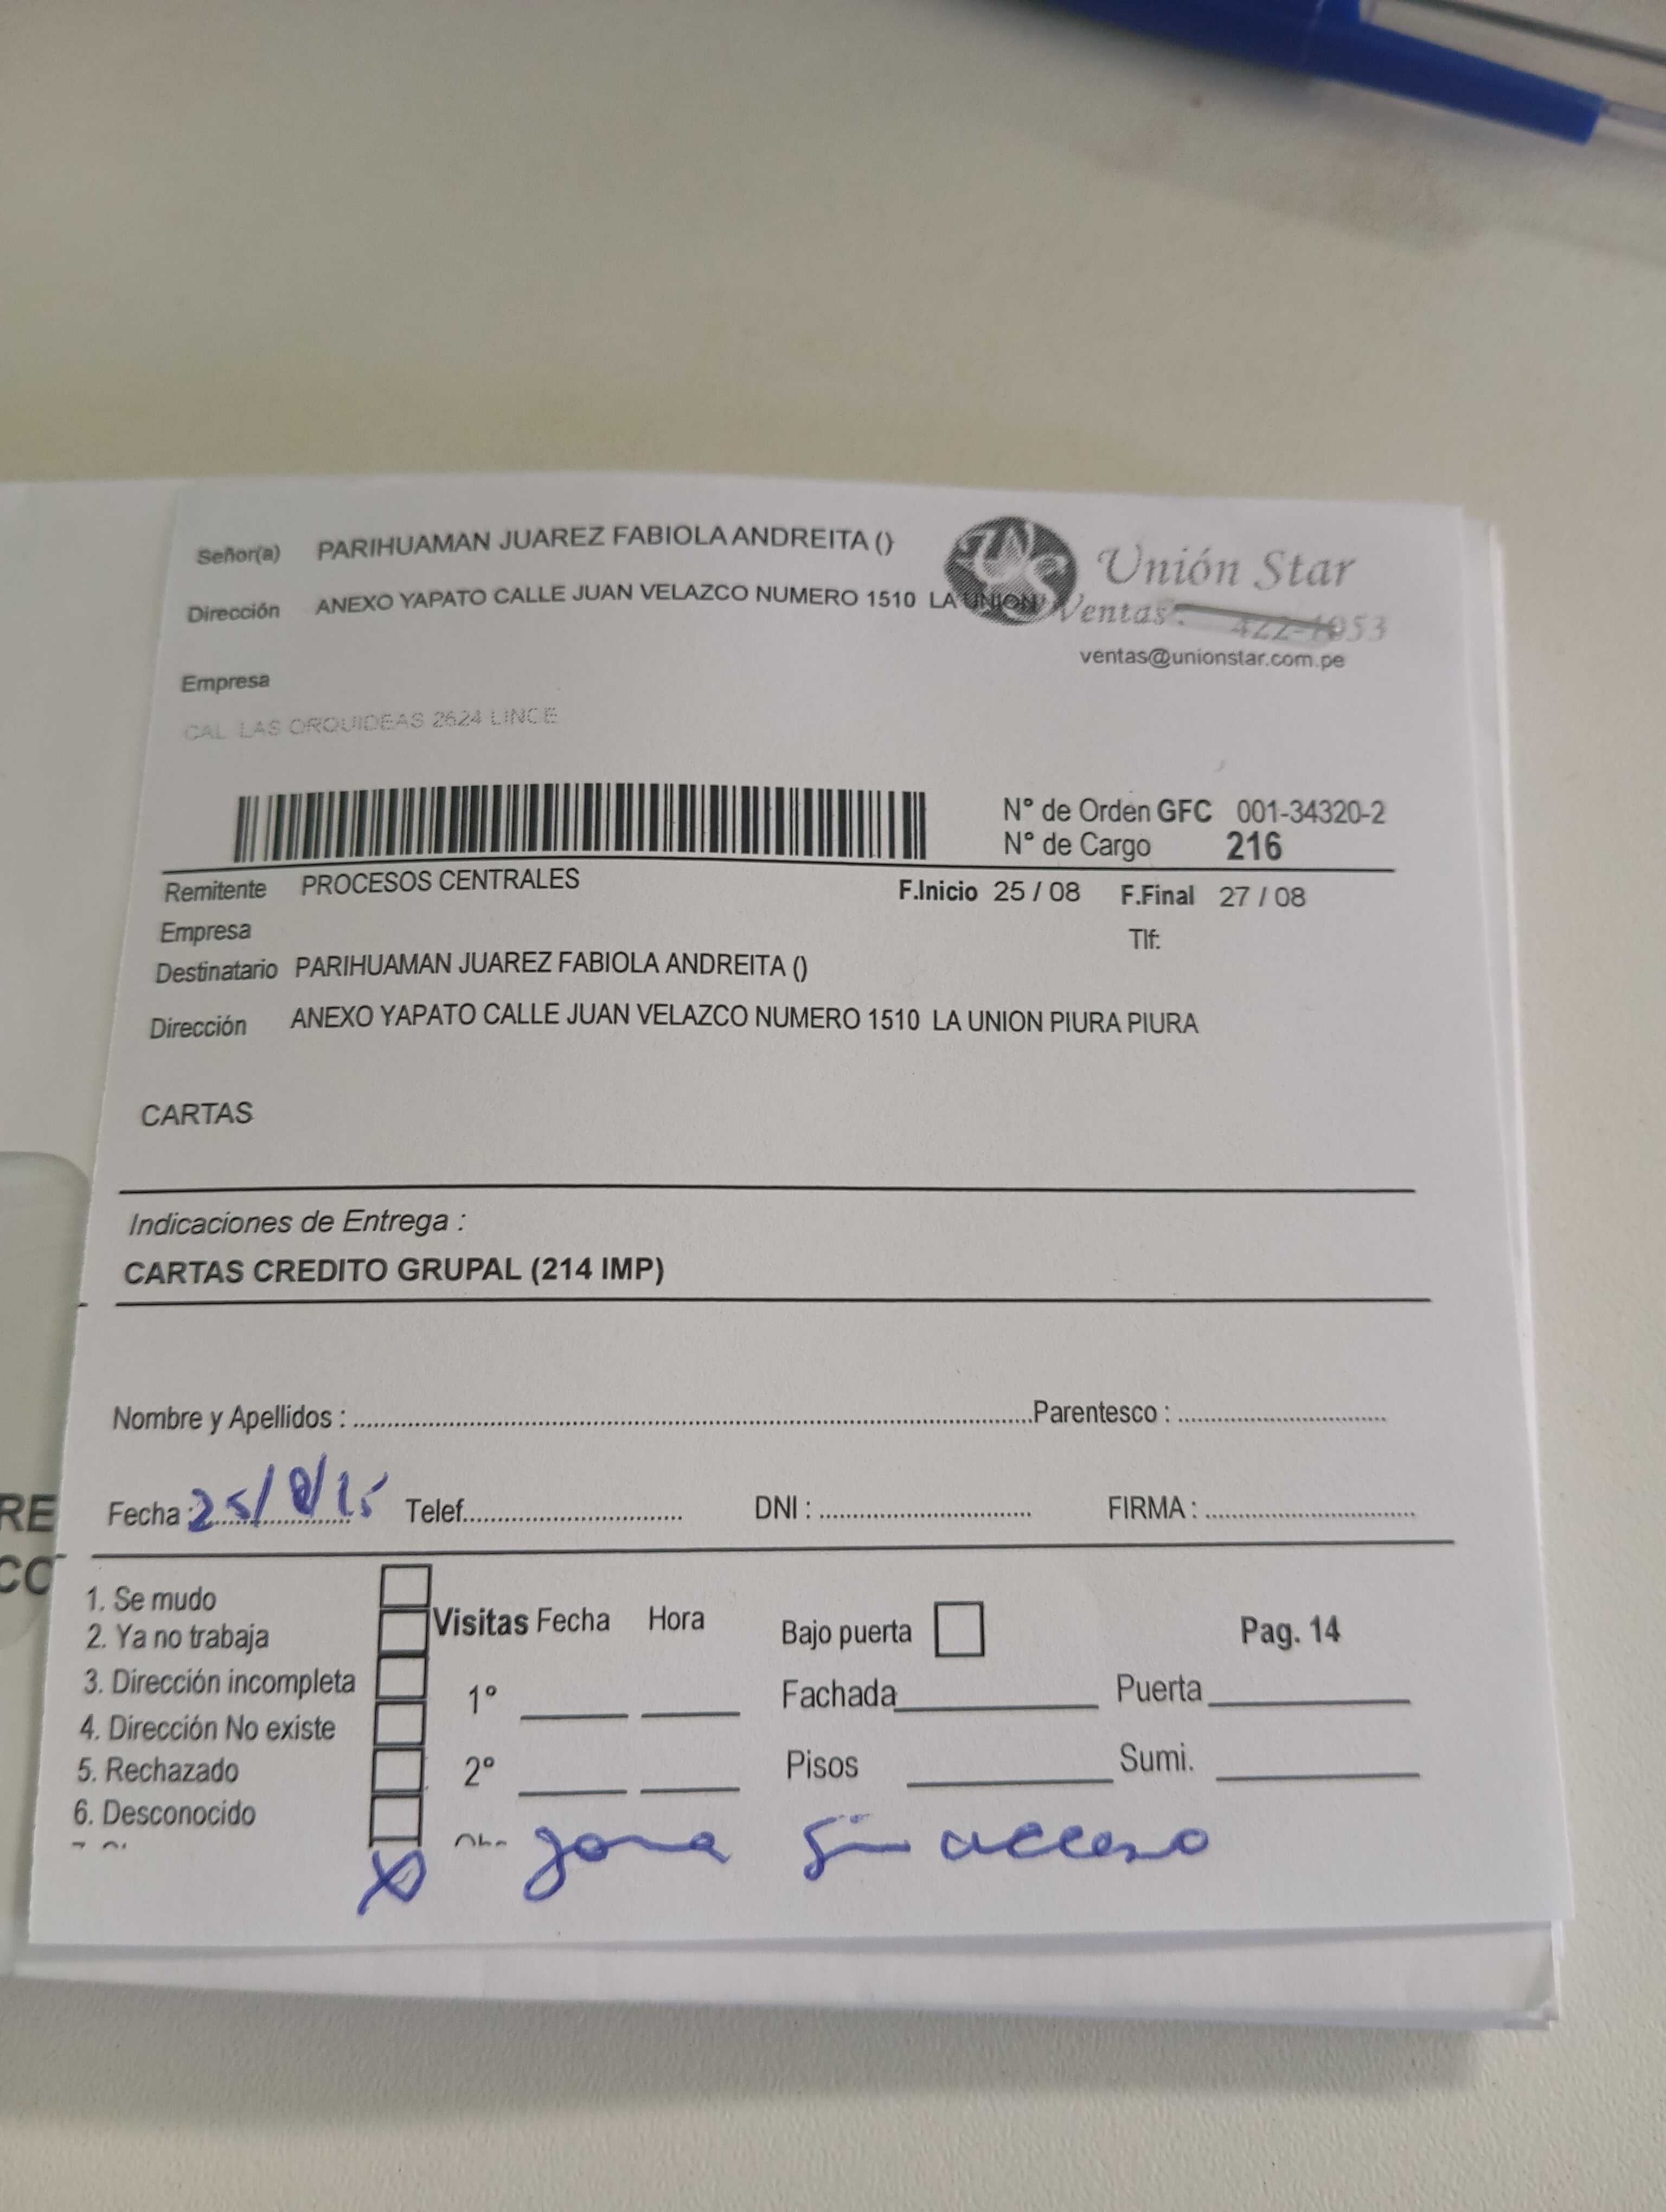 Señor(a) PARIHUAMAN JUAREZ FABIOLA ANDREITA ()
Unión Star
Dirección ANEXO YAPATO CALLE JUAN VELAZCO NUMERO 1510 LA UNION
Ventas: 422-1053
ventas@unionstar.com.pe
Empresa
CAL. LAS ORQUIDEAS 2624 LINCE
N° de Orden GFC 001-34320-2
N° de Cargo 216
Remitente PROCESOS CENTRALES F.Inicio 25 / 08 F.Final 27 / 08
Empresa Tlf:
Destinatario PARIHUAMAN JUAREZ FABIOLA ANDREITA ()
Dirección ANEXO YAPATO CALLE JUAN VELAZCO NUMERO 1510 LA UNION PIURA PIURA
CARTAS
Indicaciones de Entrega :
CARTAS CREDITO GRUPAL (214 IMP)
Nombre y Apellidos : Parentesco :
Fecha : 25/8/25 Telef. DNI : FIRMA :
RE
CO
1. Se mudo
Visitas Fecha Hora Bajo puerta Pag. 14
2. Ya no trabaja
3. Dirección incompleta
1° Fachada Puerta
4. Dirección No existe
5. Rechazado
2° Pisos Sumi.
6. Desconocido
zona sin acceso